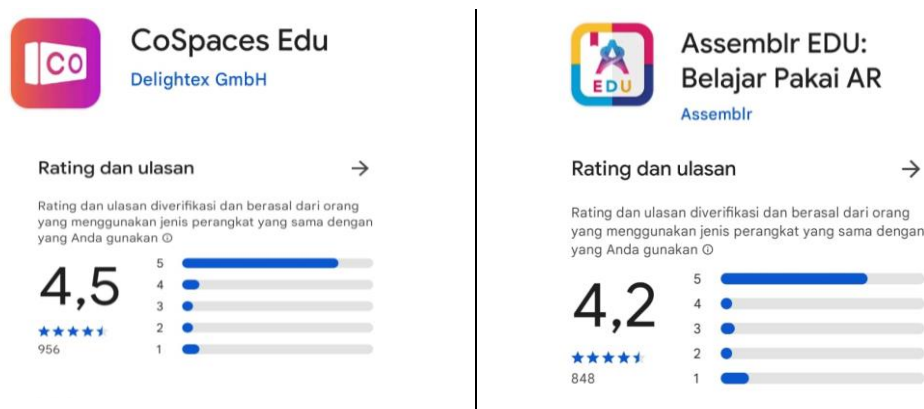 CO
CoSpaces Edu
Delightex GmbH
Rating dan ulasan
Rating dan ulasan diverifikasi dan berasal dari orang
yang menggunakan jenis perangkat yang sama dengan
yang Anda gunakan
4,5
956
5
4
3
2
1
EDU
Assemblr EDU:
Belajar Pakai AR
Assemblr
Rating dan ulasan
Rating dan ulasan diverifikasi dan berasal dari orang
yang menggunakan jenis perangkat yang sama dengan
yang Anda gunakan
4,2
848
5
4
3
2
1